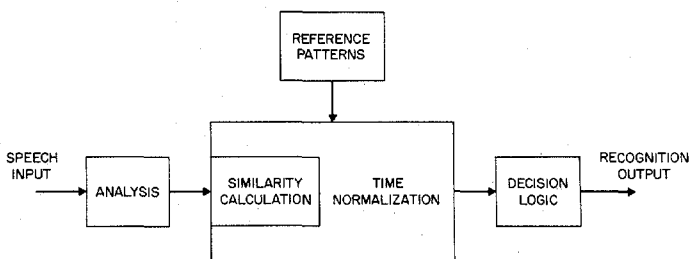 REFERENCE
PATTERNS
SPEECH
INPUT
ANALYSIS
SIMILARITY
CALCULATION
TIME
NORMALIZATION
DECISION
LOGIC
RECOGNITION
OUTPUT